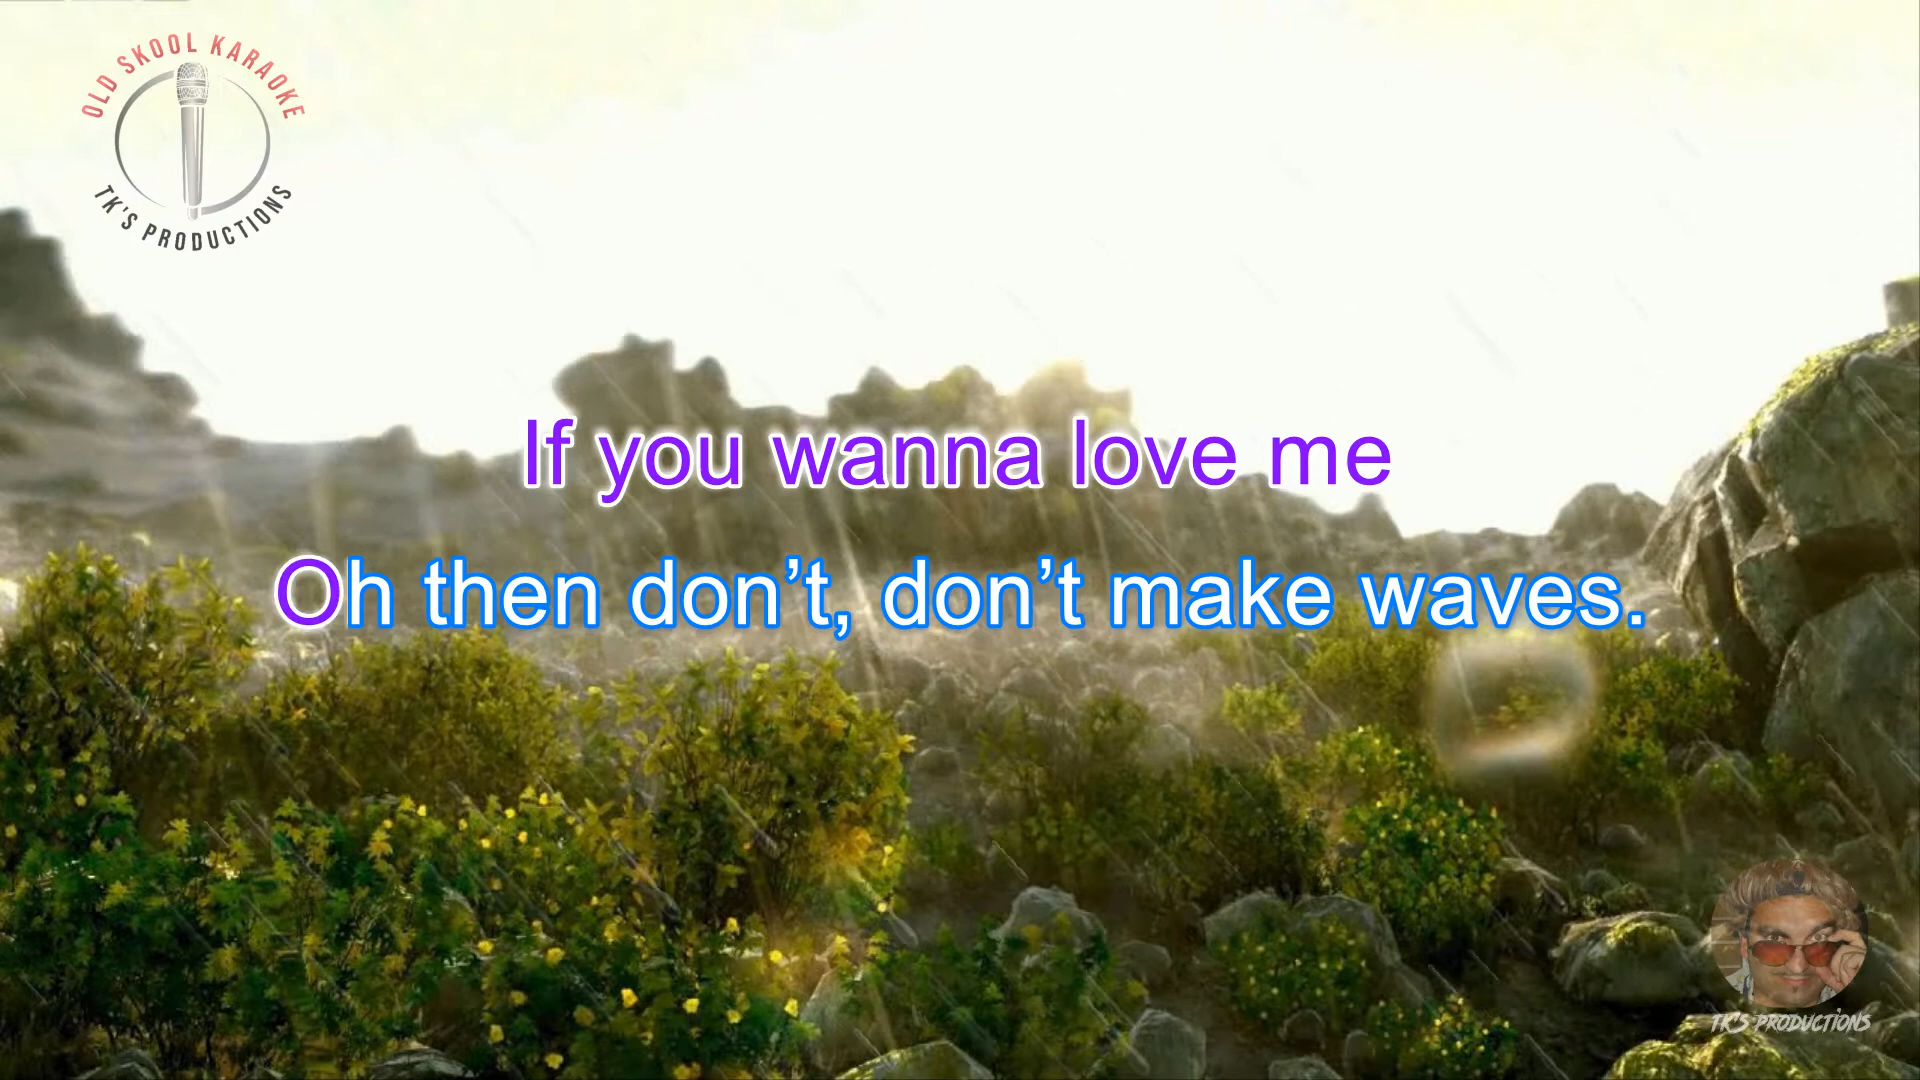 OLD SKOOL KARAOKE
TK'S PRODUCTIONS
If you wanna love me
Oh then don’t, don’t make waves.
TK'S PRODUCTIONS